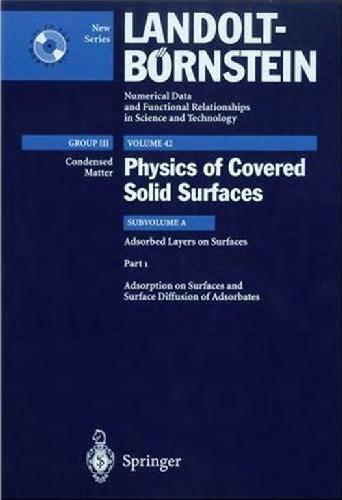 New
Series
LANDOLT-
BÖRNSTEIN
Numerical Data
and Functional Relationships
in Science and Technology
GROUP III
VOLUME 42
Condensed
Matter
Physics of Covered
Solid Surfaces
SUBVOLUME A
Adsorbed Layers on Surfaces
Part 1
Adsorption on Surfaces and
Surface Diffusion of Adsorbates
Springer